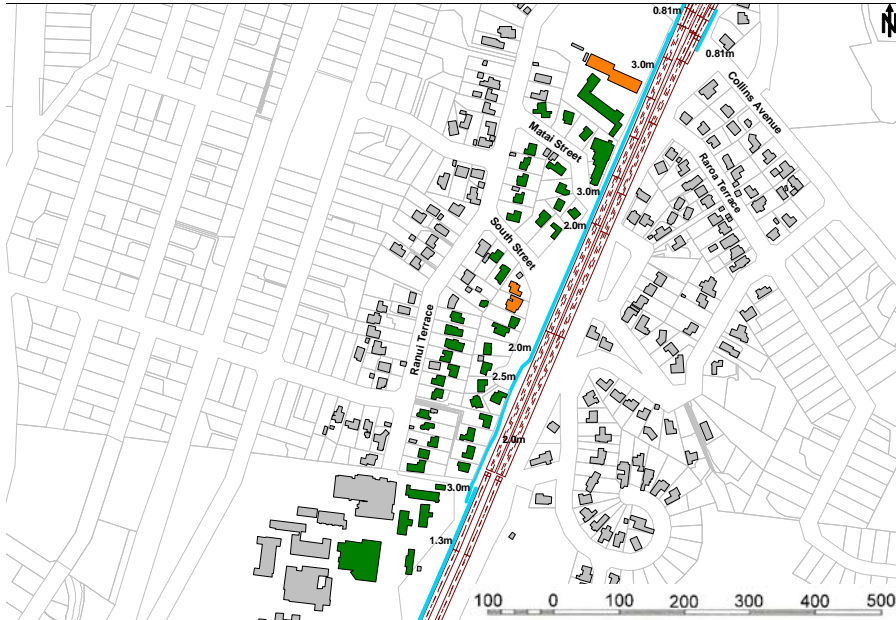 0.81m
N
0.81m
3.0m
Collins Avenue
Matai Street
Raroa Terrace
3.0m
2.0m
South Street
Ranui Terrace
2.0m
2.5m
2.0m
3.0m
1.3m
100 0 100 200 300 400 500